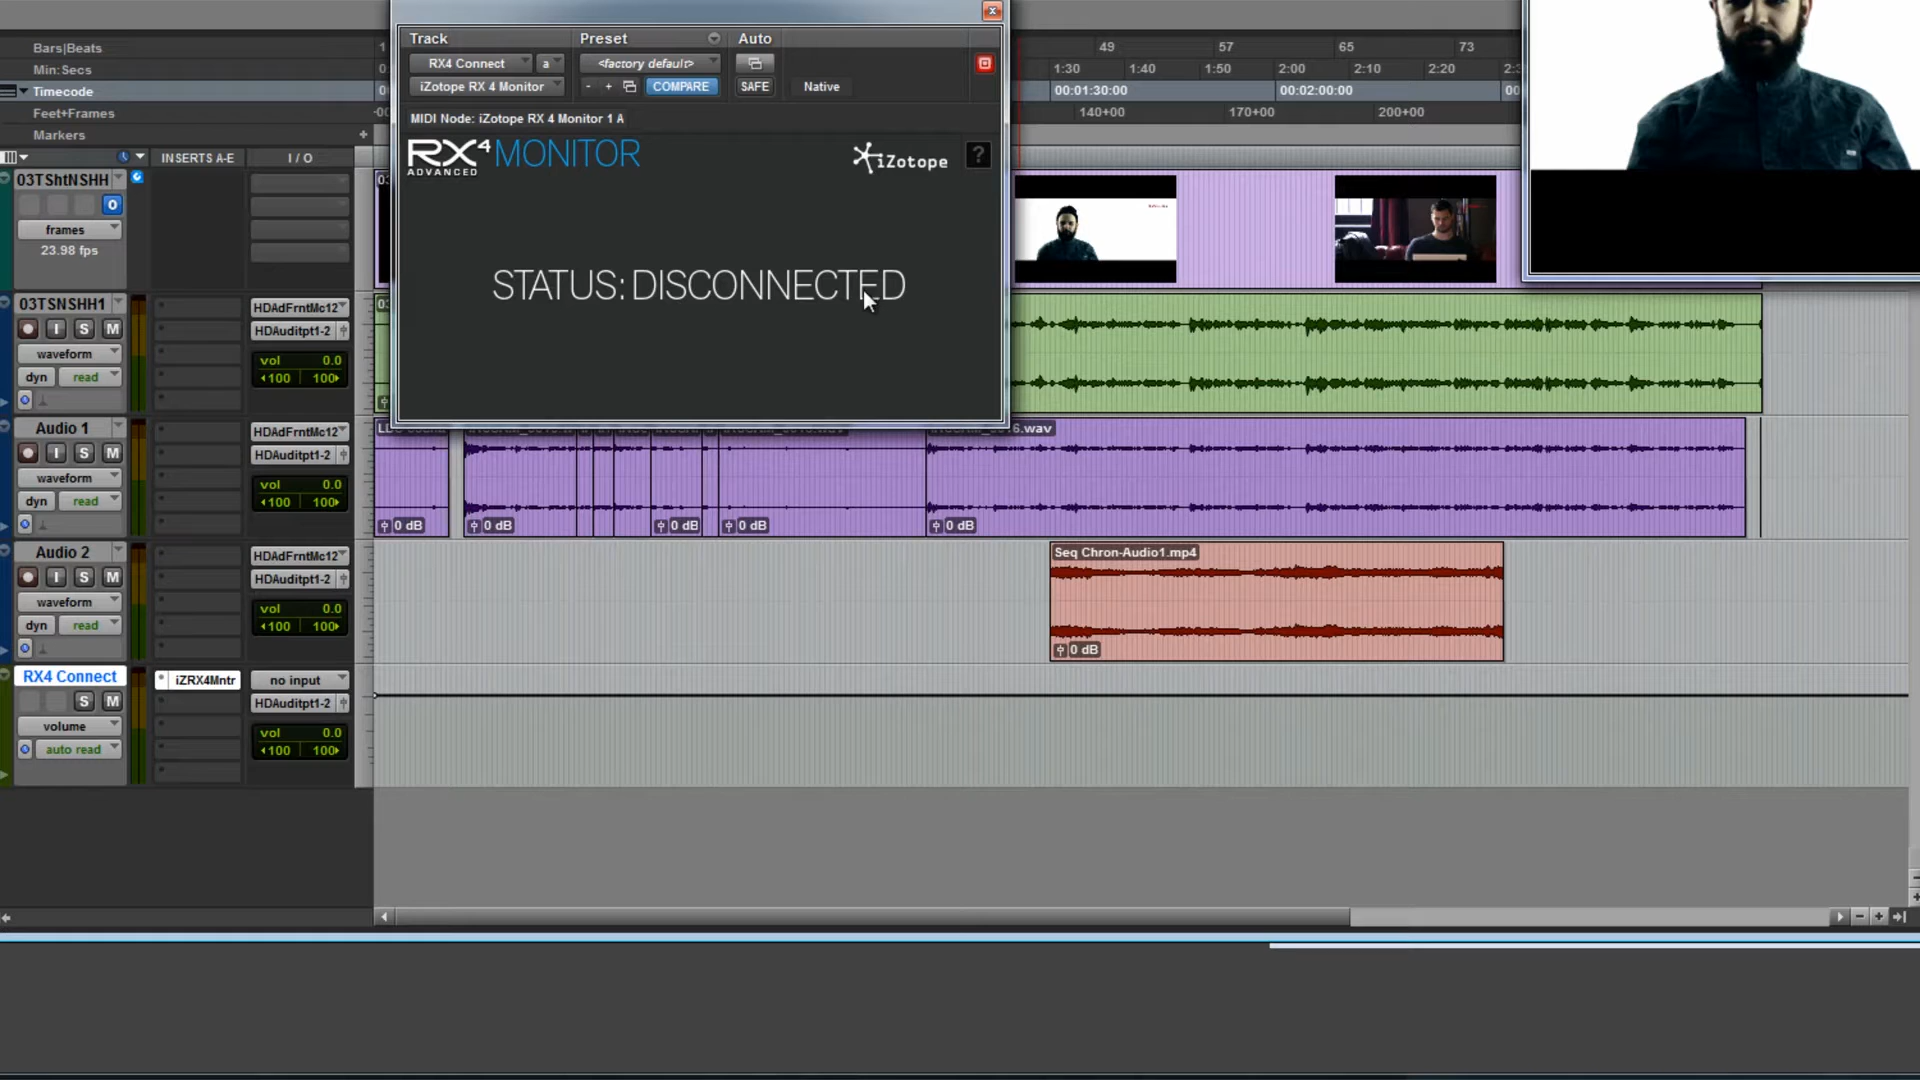 Track
Preset
Auto
RX4 Connect
a
<factory default>
iZotope RX 4 Monitor
- +
COMPARE
SAFE
Native
MIDI Node: iZotope RX 4 Monitor 1 A
RX4 MONITOR
ADVANCED
iZotope
?
STATUS: DISCONNECTED
Bars|Beats
1
49
57
65
73
Min:Secs
1:30
1:40
1:50
2:00
2:10
2:20
Timecode
00:01:30:00
00:02:00:00
Feet+Frames
140+00
170+00
200+00
Markers
+
INSERTS A-E
I / O
03TShtNSHH
O
frames
23.98 fps
03TSNSHH1
I S M
waveform
dyn read
HDAdFrntMc12
HDAuditpt1-2
vol 0.0
100 100
Audio 1
I S M
waveform
dyn read
HDAdFrntMc12
HDAuditpt1-2
vol 0.0
100 100
0 dB
0 dB
0 dB
0 dB
0 dB
Audio 2
I S M
waveform
dyn read
HDAdFrntMc12
HDAuditpt1-2
vol 0.0
100 100
Seq Chron-Audio1.mp4
0 dB
RX4 Connect
S M
volume
auto read
iZRX4Mntr
no input
HDAuditpt1-2
vol 0.0
100 100